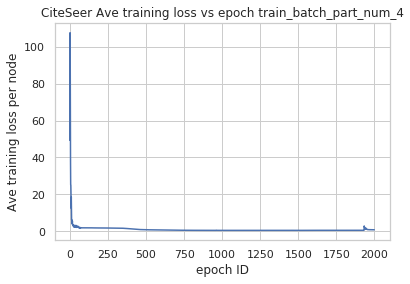 CiteSeer Ave training loss vs epoch train_batch_part_num_4
100
80
60
40
20
0
Ave training loss per node
0 250 500 750 1000 1250 1500 1750 2000
epoch ID